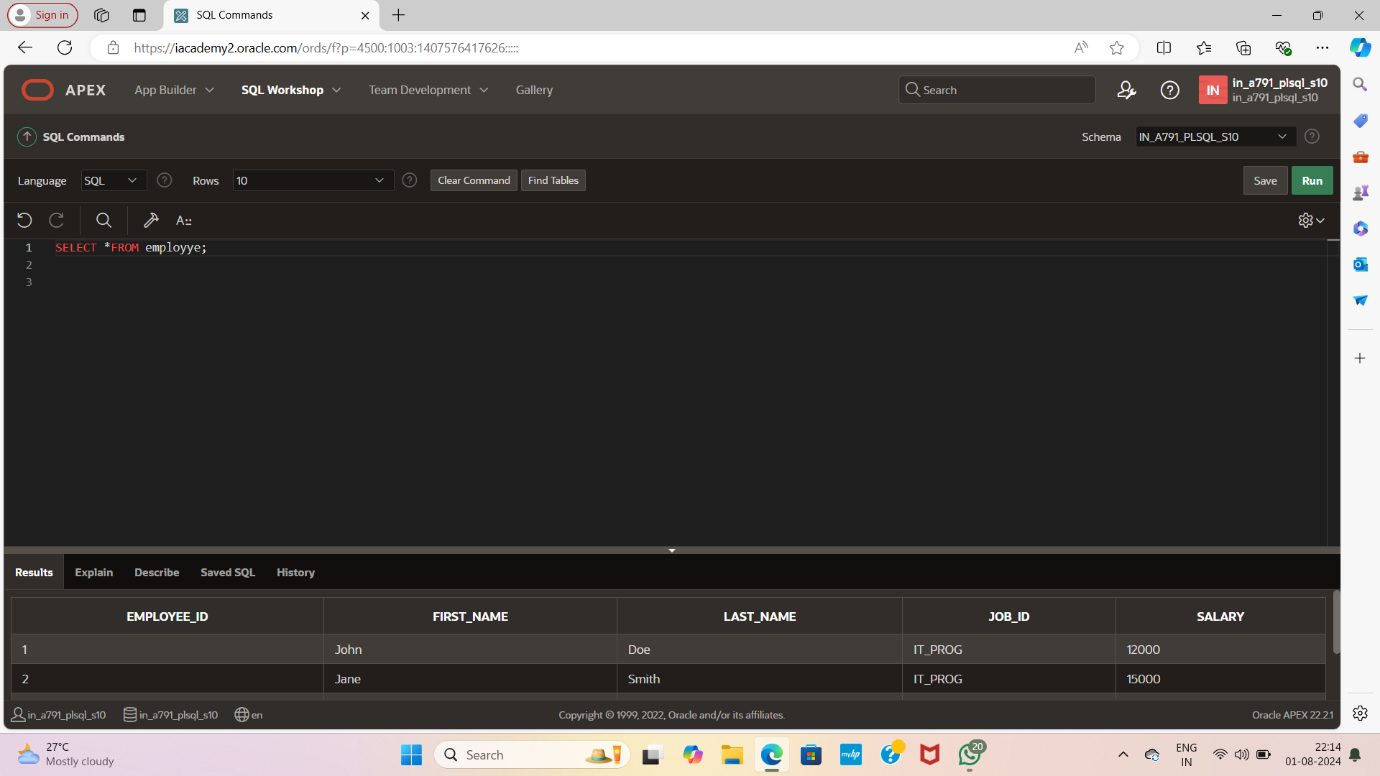 Sign in
SQL Commands
https://iacademy2.oracle.com/ords/f?p=4500:1003:1407576417626:::::
APEX App Builder SQL Workshop Team Development Gallery Search IN in_a791_plsql_s10
in_a791_plsql_s10
SQL Commands Schema IN_A791_PLSQL_S10
Language SQL Rows 10 Clear Command Find Tables Save Run
A::
1 SELECT *FROM employye;
2
3
Results Explain Describe Saved SQL History
EMPLOYEE_ID FIRST_NAME LAST_NAME JOB_ID SALARY
1 John Doe IT_PROG 12000
2 Jane Smith IT_PROG 15000
in_a791_plsql_s10 in_a791_plsql_s10 en Copyright © 1999, 2022, Oracle and/or its affiliates. Oracle APEX 22.2.1
27°C
Mostly cloudy
Search
myhp
20
ENG
IN
22:14
01-08-2024